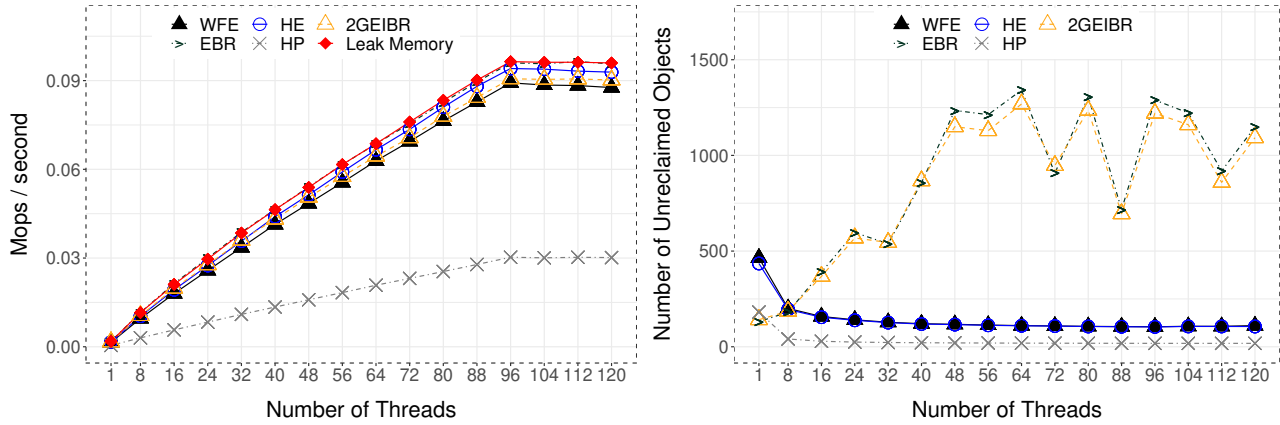 WFE HE 2GEIBR
EBR HP Leak Memory
Mops / second
0.09
0.06
0.03
0.00
1 8 16 24 32 40 48 56 64 72 80 88 96 104 112 120
Number of Threads
WFE HE 2GEIBR
EBR HP
Number of Unreclaimed Objects
1500
1000
500
0
1 8 16 24 32 40 48 56 64 72 80 88 96 104 112 120
Number of Threads